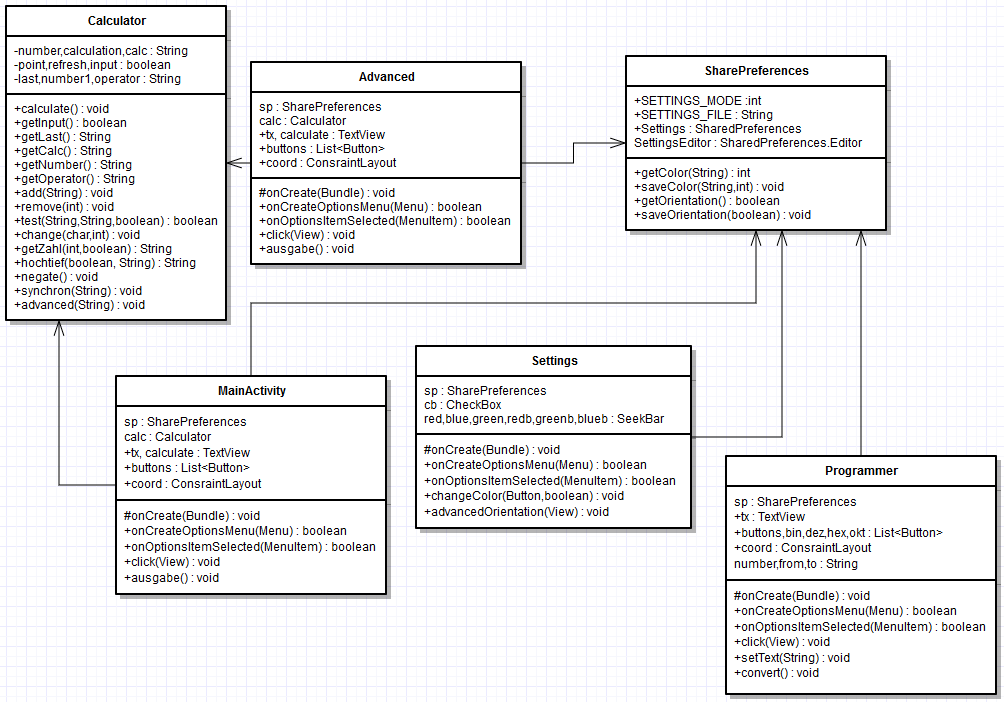 Calculator
-number,calculation,calc : String
-point,refresh,input : boolean
-last,number1,operator : String
+calculate() : void
+getInput() : boolean
+getLast() : String
+getCalc() : String
+getNumber() : String
+getOperator() : String
+add(String) : void
+remove(int) : void
+test(String,String,boolean) : boolean
+change(char,int) : void
+getZahl(int,boolean) : String
+hochtief(boolean, String) : String
+negate() : void
+synchron(String) : void
+advanced(String) : void
Advanced
sp : SharePreferences
calc : Calculator
+tx, calculate : TextView
+buttons : List<Button>
+coord : ConsraintLayout
#onCreate(Bundle) : void
+onCreateOptionsMenu(Menu) : boolean
+onOptionsItemSelected(MenuItem) : boolean
+click(View) : void
+ausgabe() : void
SharePreferences
+SETTINGS_MODE :int
+SETTINGS_FILE : String
+Settings : SharedPreferences
SettingsEditor : SharedPreferences.Editor
+getColor(String) : int
+saveColor(String,int) : void
+getOrientation() : boolean
+saveOrientation(boolean) : void
MainActivity
sp : SharePreferences
calc : Calculator
+tx, calculate : TextView
+buttons : List<Button>
+coord : ConsraintLayout
#onCreate(Bundle) : void
+onCreateOptionsMenu(Menu) : boolean
+onOptionsItemSelected(MenuItem) : boolean
+click(View) : void
+ausgabe() : void
Settings
sp : SharePreferences
cb : CheckBox
red,blue,green,redb,greenb,blueb : SeekBar
#onCreate(Bundle) : void
+onCreateOptionsMenu(Menu) : boolean
+onOptionsItemSelected(MenuItem) : boolean
+changeColor(Button,boolean) : void
+advancedOrientation(View) : void
Programmer
sp : SharePreferences
+tx : TextView
+buttons,bin,dez,hex,okt : List<Button>
+coord : ConsraintLayout
number,from,to : String
#onCreate(Bundle) : void
+onCreateOptionsMenu(Menu) : boolean
+onOptionsItemSelected(MenuItem) : boolean
+click(View) : void
+setText(String) : void
+convert() : void